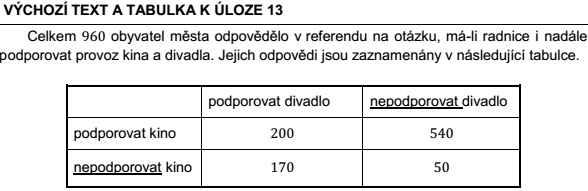 VÝCHOZÍ TEXT A TABULKA K ÚLOZE 13
Celkem 960 obyvatel města odpovědělo v referendu na otázku, má-li radnice i nadále
podporovat provoz kina a divadla. Jejich odpovědi jsou zaznamenány v následující tabulce.
podporovat divadlo nepodporovat divadlo
podporovat kino 200 540
nepodporovat kino 170 50